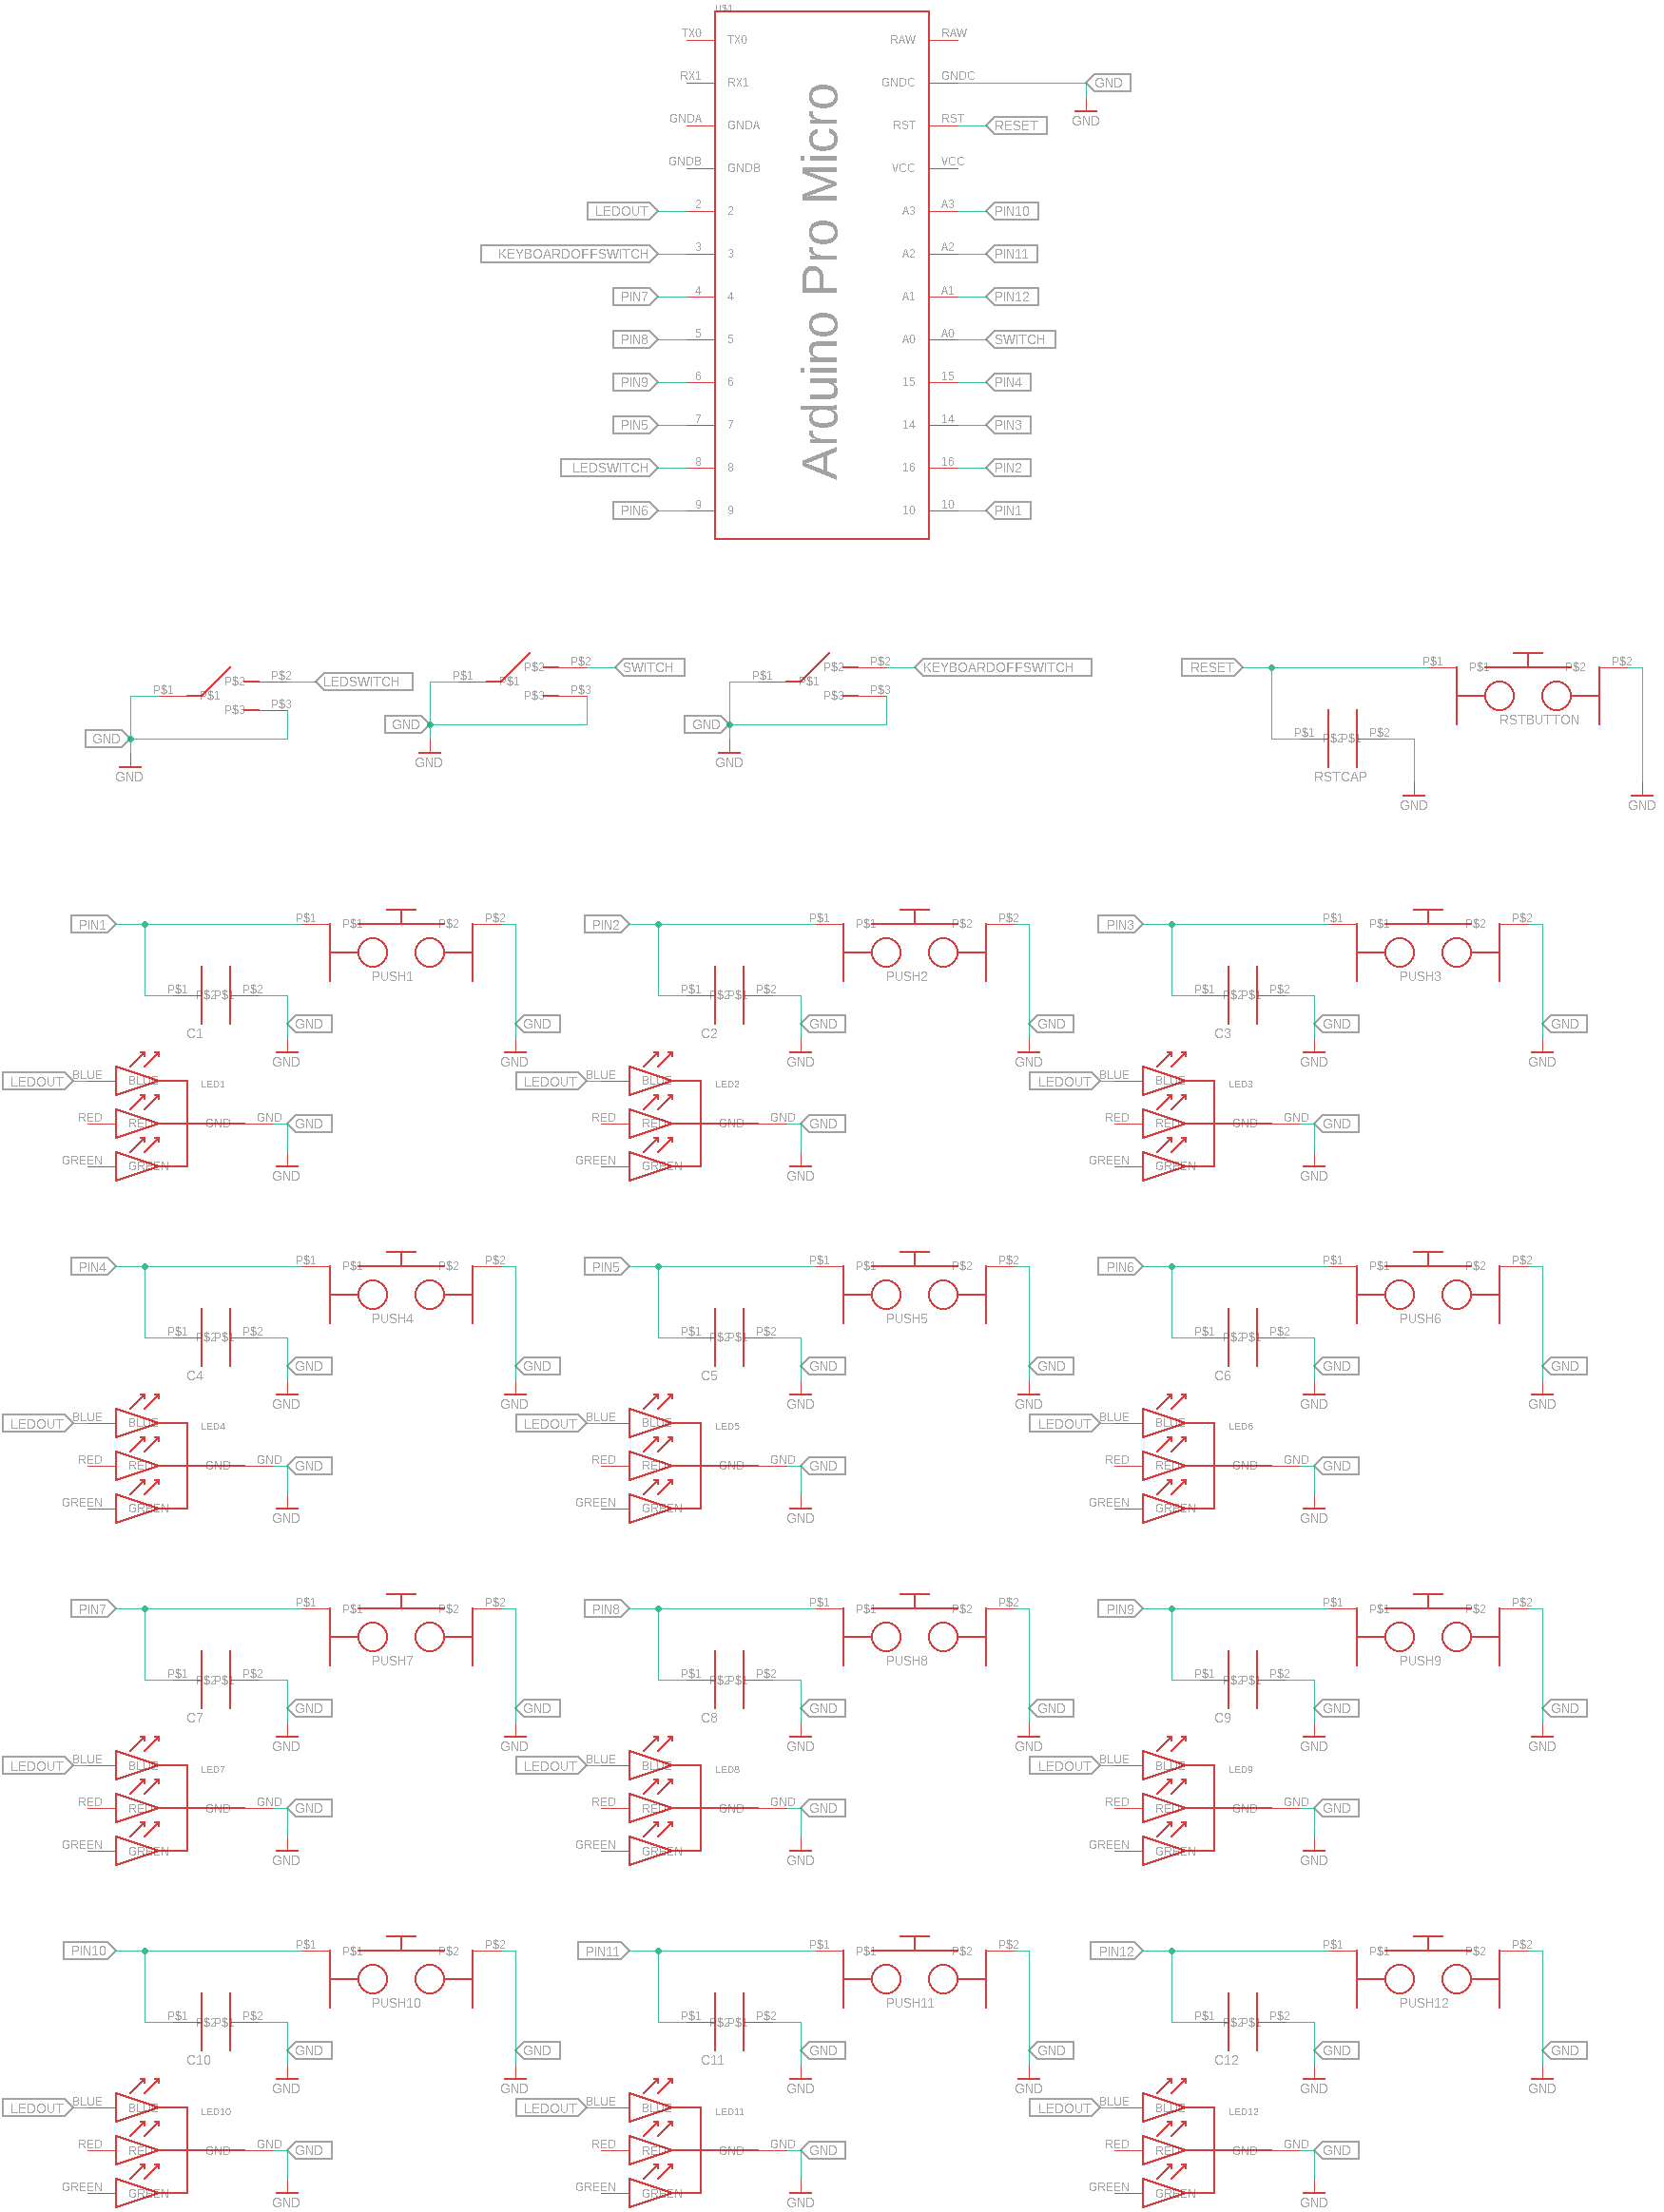 U$1
TX0 TX0 RAW RAW
RX1 RX1 GNDC GNDC GND
GND
GNDA GNDA RST RST RESET
GNDB GNDB VCC VCC
LEDOUT 2 2 A3 A3 PIN10
KEYBOARDOFFSWITCH 3 3 A2 A2 PIN11
PIN7 4 4 A1 A1 PIN12
PIN8 5 5 A0 A0 SWITCH
PIN9 6 6 15 15 PIN4
PIN5 7 7 14 14 PIN3
LEDSWITCH 8 8 16 16 PIN2
PIN6 9 9 10 10 PIN1
Arduino Pro Micro
P$1 P$1 P$2 P$2 LEDSWITCH
P$3 P$3
GND
GND
P$1 P$1 P$2 P$2 SWITCH
P$3 P$3
GND
GND
P$1 P$1 P$2 P$2 KEYBOARDOFFSWITCH
P$3 P$3
GND
GND
RESET P$1 P$1 P$2 P$2
RSTBUTTON
P$1 P$2 P$1 P$2
RSTCAP
GND GND
PIN1 P$1 P$1 P$2 P$2 PIN2 P$1 P$1 P$2 P$2 PIN3 P$1 P$1 P$2 P$2
PUSH1 PUSH2 PUSH3
P$1 P$2 P$1 P$2 P$1 P$2 P$1 P$2 P$1 P$2 P$1 P$2
C1 GND GND C2 GND GND C3 GND GND
GND GND GND GND GND GND
LEDOUT BLUE BLUE LED1 LEDOUT BLUE BLUE LED2 LEDOUT BLUE BLUE LED3
RED RED GND GND GND RED RED GND GND GND RED RED GND GND GND
GREEN GREEN GND GREEN GREEN GND GREEN GREEN GND
PIN4 P$1 P$1 P$2 P$2 PIN5 P$1 P$1 P$2 P$2 PIN6 P$1 P$1 P$2 P$2
PUSH4 PUSH5 PUSH6
P$1 P$2 P$1 P$2 P$1 P$2 P$1 P$2 P$1 P$2 P$1 P$2
C4 GND GND C5 GND GND C6 GND GND
GND GND GND GND GND GND
LEDOUT BLUE BLUE LED4 LEDOUT BLUE BLUE LED5 LEDOUT BLUE BLUE LED6
RED RED GND GND GND RED RED GND GND GND RED RED GND GND GND
GREEN GREEN GND GREEN GREEN GND GREEN GREEN GND
PIN7 P$1 P$1 P$2 P$2 PIN8 P$1 P$1 P$2 P$2 PIN9 P$1 P$1 P$2 P$2
PUSH7 PUSH8 PUSH9
P$1 P$2 P$1 P$2 P$1 P$2 P$1 P$2 P$1 P$2 P$1 P$2
C7 GND GND C8 GND GND C9 GND GND
GND GND GND GND GND GND
LEDOUT BLUE BLUE LED7 LEDOUT BLUE BLUE LED8 LEDOUT BLUE BLUE LED9
RED RED GND GND GND RED RED GND GND GND RED RED GND GND GND
GREEN GREEN GND GREEN GREEN GND GREEN GREEN GND
PIN10 P$1 P$1 P$2 P$2 PIN11 P$1 P$1 P$2 P$2 PIN12 P$1 P$1 P$2 P$2
PUSH10 PUSH11 PUSH12
P$1 P$2 P$1 P$2 P$1 P$2 P$1 P$2 P$1 P$2 P$1 P$2
C10 GND GND C11 GND GND C12 GND GND
GND GND GND GND GND GND
LEDOUT BLUE BLUE LED10 LEDOUT BLUE BLUE LED11 LEDOUT BLUE BLUE LED12
RED RED GND GND GND RED RED GND GND GND RED RED GND GND GND
GREEN GREEN GND GREEN GREEN GND GREEN GREEN GND